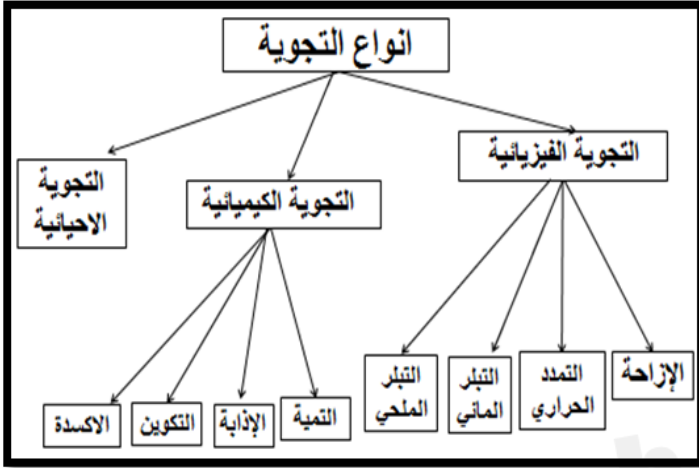 انواع التجوية
التجوية الفيزيائية
التجوية الكيميائية
التجوية
الاحيائية
الإزاحة
التمدد
الحراري
التبلر
المائي
التبلر
الملحي
التمية
الإذابة
التكوين
الاكسدة